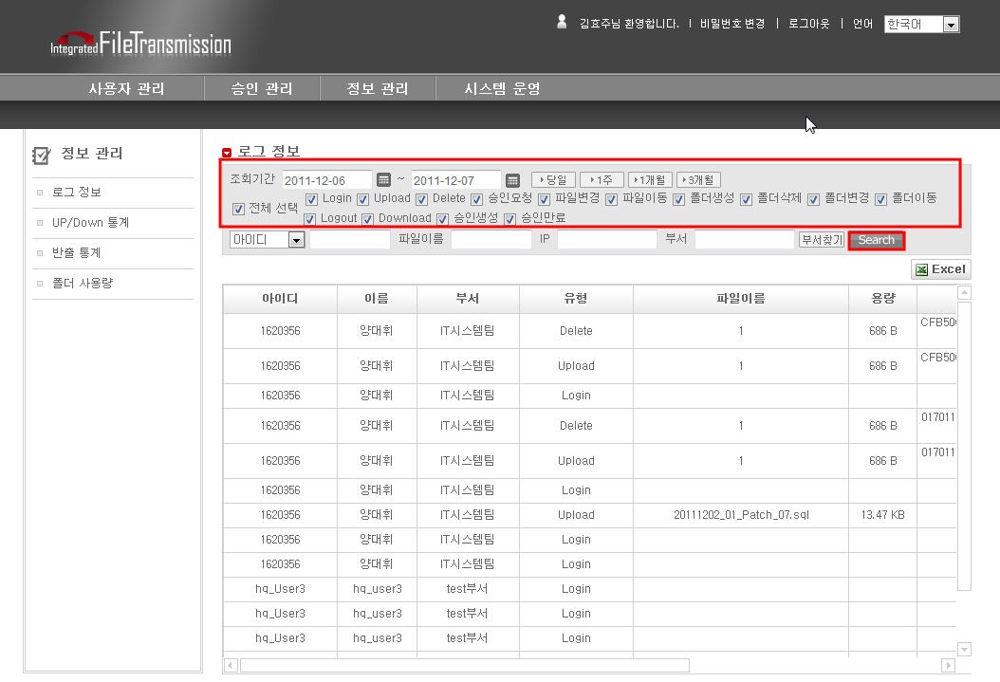 김효주님 환영합니다. | 비밀번호 변경 | 로그아웃 | 언어 한국어
Integrated FileTransmission
사용자 관리 승인 관리 정보 관리 시스템 운영
정보 관리
로그 정보
UP/Down 통계
반출 통계
폴더 사용량
로그 정보
조회기간 2011-12-06 ~ 2011-12-07 당일 1주 1개월 3개월
전체 선택 Login Upload Delete 승인요청 파일변경 파일이동 폴더생성 폴더삭제 폴더변경 폴더이동
Logout Download 승인생성 승인만료
아이디 파일이름 IP 부서 부서찾기 Search
Excel
아이디 이름 부서 유형 파일이름 용량
1620356 양대휘 IT시스템팀 Delete 1 686 B CFB50
1620356 양대휘 IT시스템팀 Upload 1 686 B CFB50
1620356 양대휘 IT시스템팀 Login
1620356 양대휘 IT시스템팀 Delete 1 686 B 017011
1620356 양대휘 IT시스템팀 Upload 1 686 B 017011
1620356 양대휘 IT시스템팀 Login
1620356 양대휘 IT시스템팀 Upload 20111202_01_Patch_07.sql 13.47 KB
1620356 양대휘 IT시스템팀 Login
1620356 양대휘 IT시스템팀 Login
hq_User3 hq_user3 test부서 Login
hq_User3 hq_user3 test부서 Login
hq_User3 hq_user3 test부서 Login